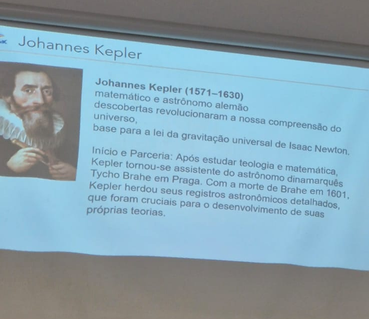 Johannes Kepler
Johannes Kepler (1571–1630)
matemático e astrônomo alemão
descobertas revolucionaram a nossa compreensão do
universo,
base para a lei da gravitação universal de Isaac Newton.
Início e Parceria: Após estudar teologia e matemática,
Kepler tornou-se assistente do astrônomo dinamarquês
Tycho Brahe em Praga. Com a morte de Brahe em 1601,
Kepler herdou seus registros astronômicos detalhados,
que foram cruciais para o desenvolvimento de suas
próprias teorias.